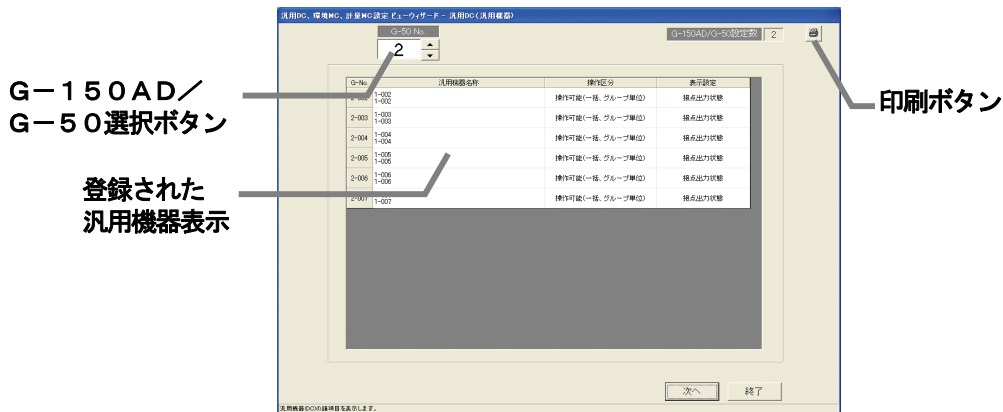 汎用DC、環境MC、計量MC設定 ビューウィザード - 汎用DC(汎用機器)
G-50 No.
2
G-150AD/G-50設定数 2
G-No. 汎用機器名称 操作区分 表示設定
2-002 1-002 1-002 操作可能(一括、グループ単位) 接点出力状態
2-003 1-003 1-003 操作可能(一括、グループ単位) 接点出力状態
2-004 1-004 1-004 操作可能(一括、グループ単位) 接点出力状態
2-005 1-005 1-005 操作可能(一括、グループ単位) 接点出力状態
2-006 1-006 1-006 操作可能(一括、グループ単位) 接点出力状態
2-007 1-007 操作可能(一括、グループ単位) 接点出力状態
次へ 終了
汎用機器(DC)の諸項目を表示します。
G-150AD/
G-50選択ボタン
登録された
汎用機器表示
印刷ボタン